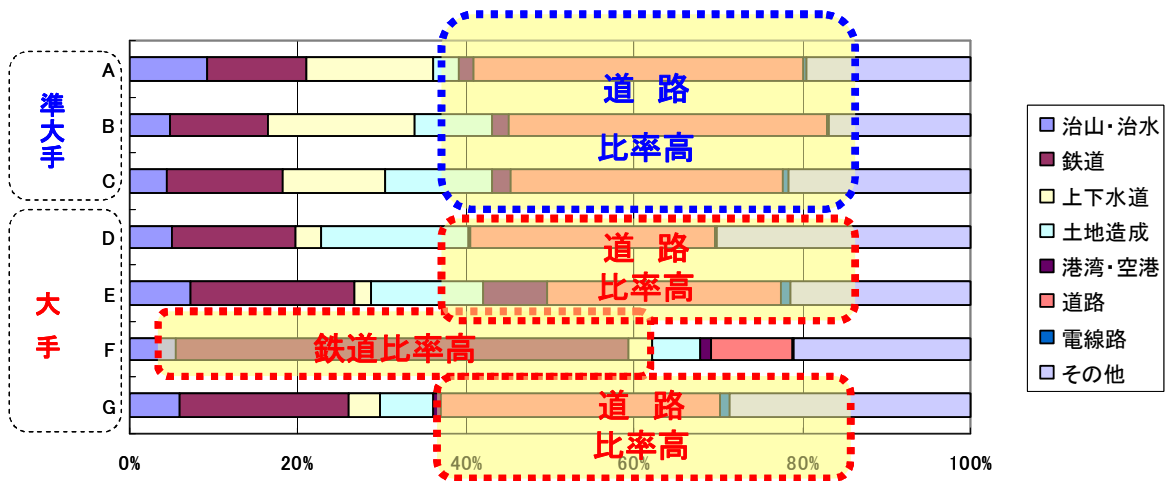 準大手
A
B
C
道 路
比率高
大手
D
E
F
G
道 路
比率高
鉄道比率高
道 路
比率高
0%
20%
40%
60%
80%
100%
治山・治水
鉄道
上下水道
土地造成
港湾・空港
道路
電線路
その他